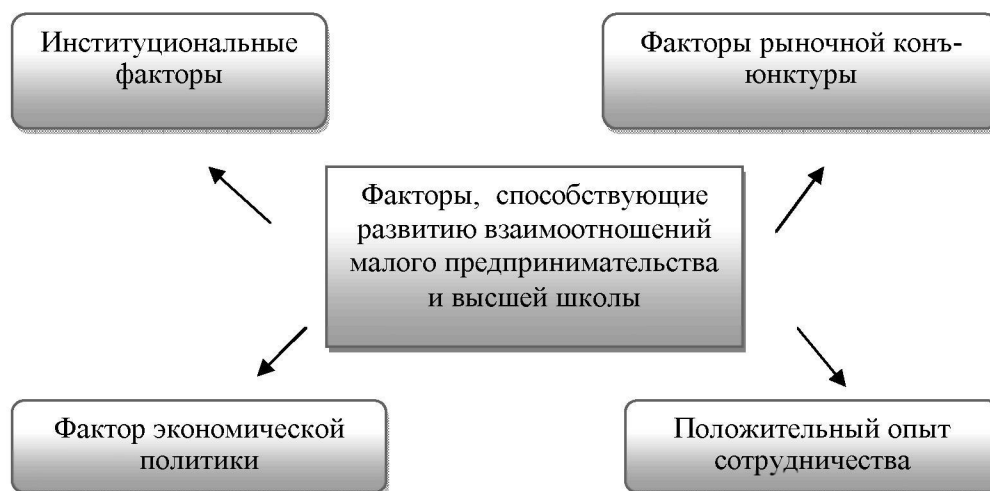 Институциональные
факторы
Факторы рыночной конъ-
юнктуры
Факторы, способствующие
развитию взаимоотношений
малого предпринимательства
и высшей школы
Фактор экономической
политики
Положительный опыт
сотрудничества